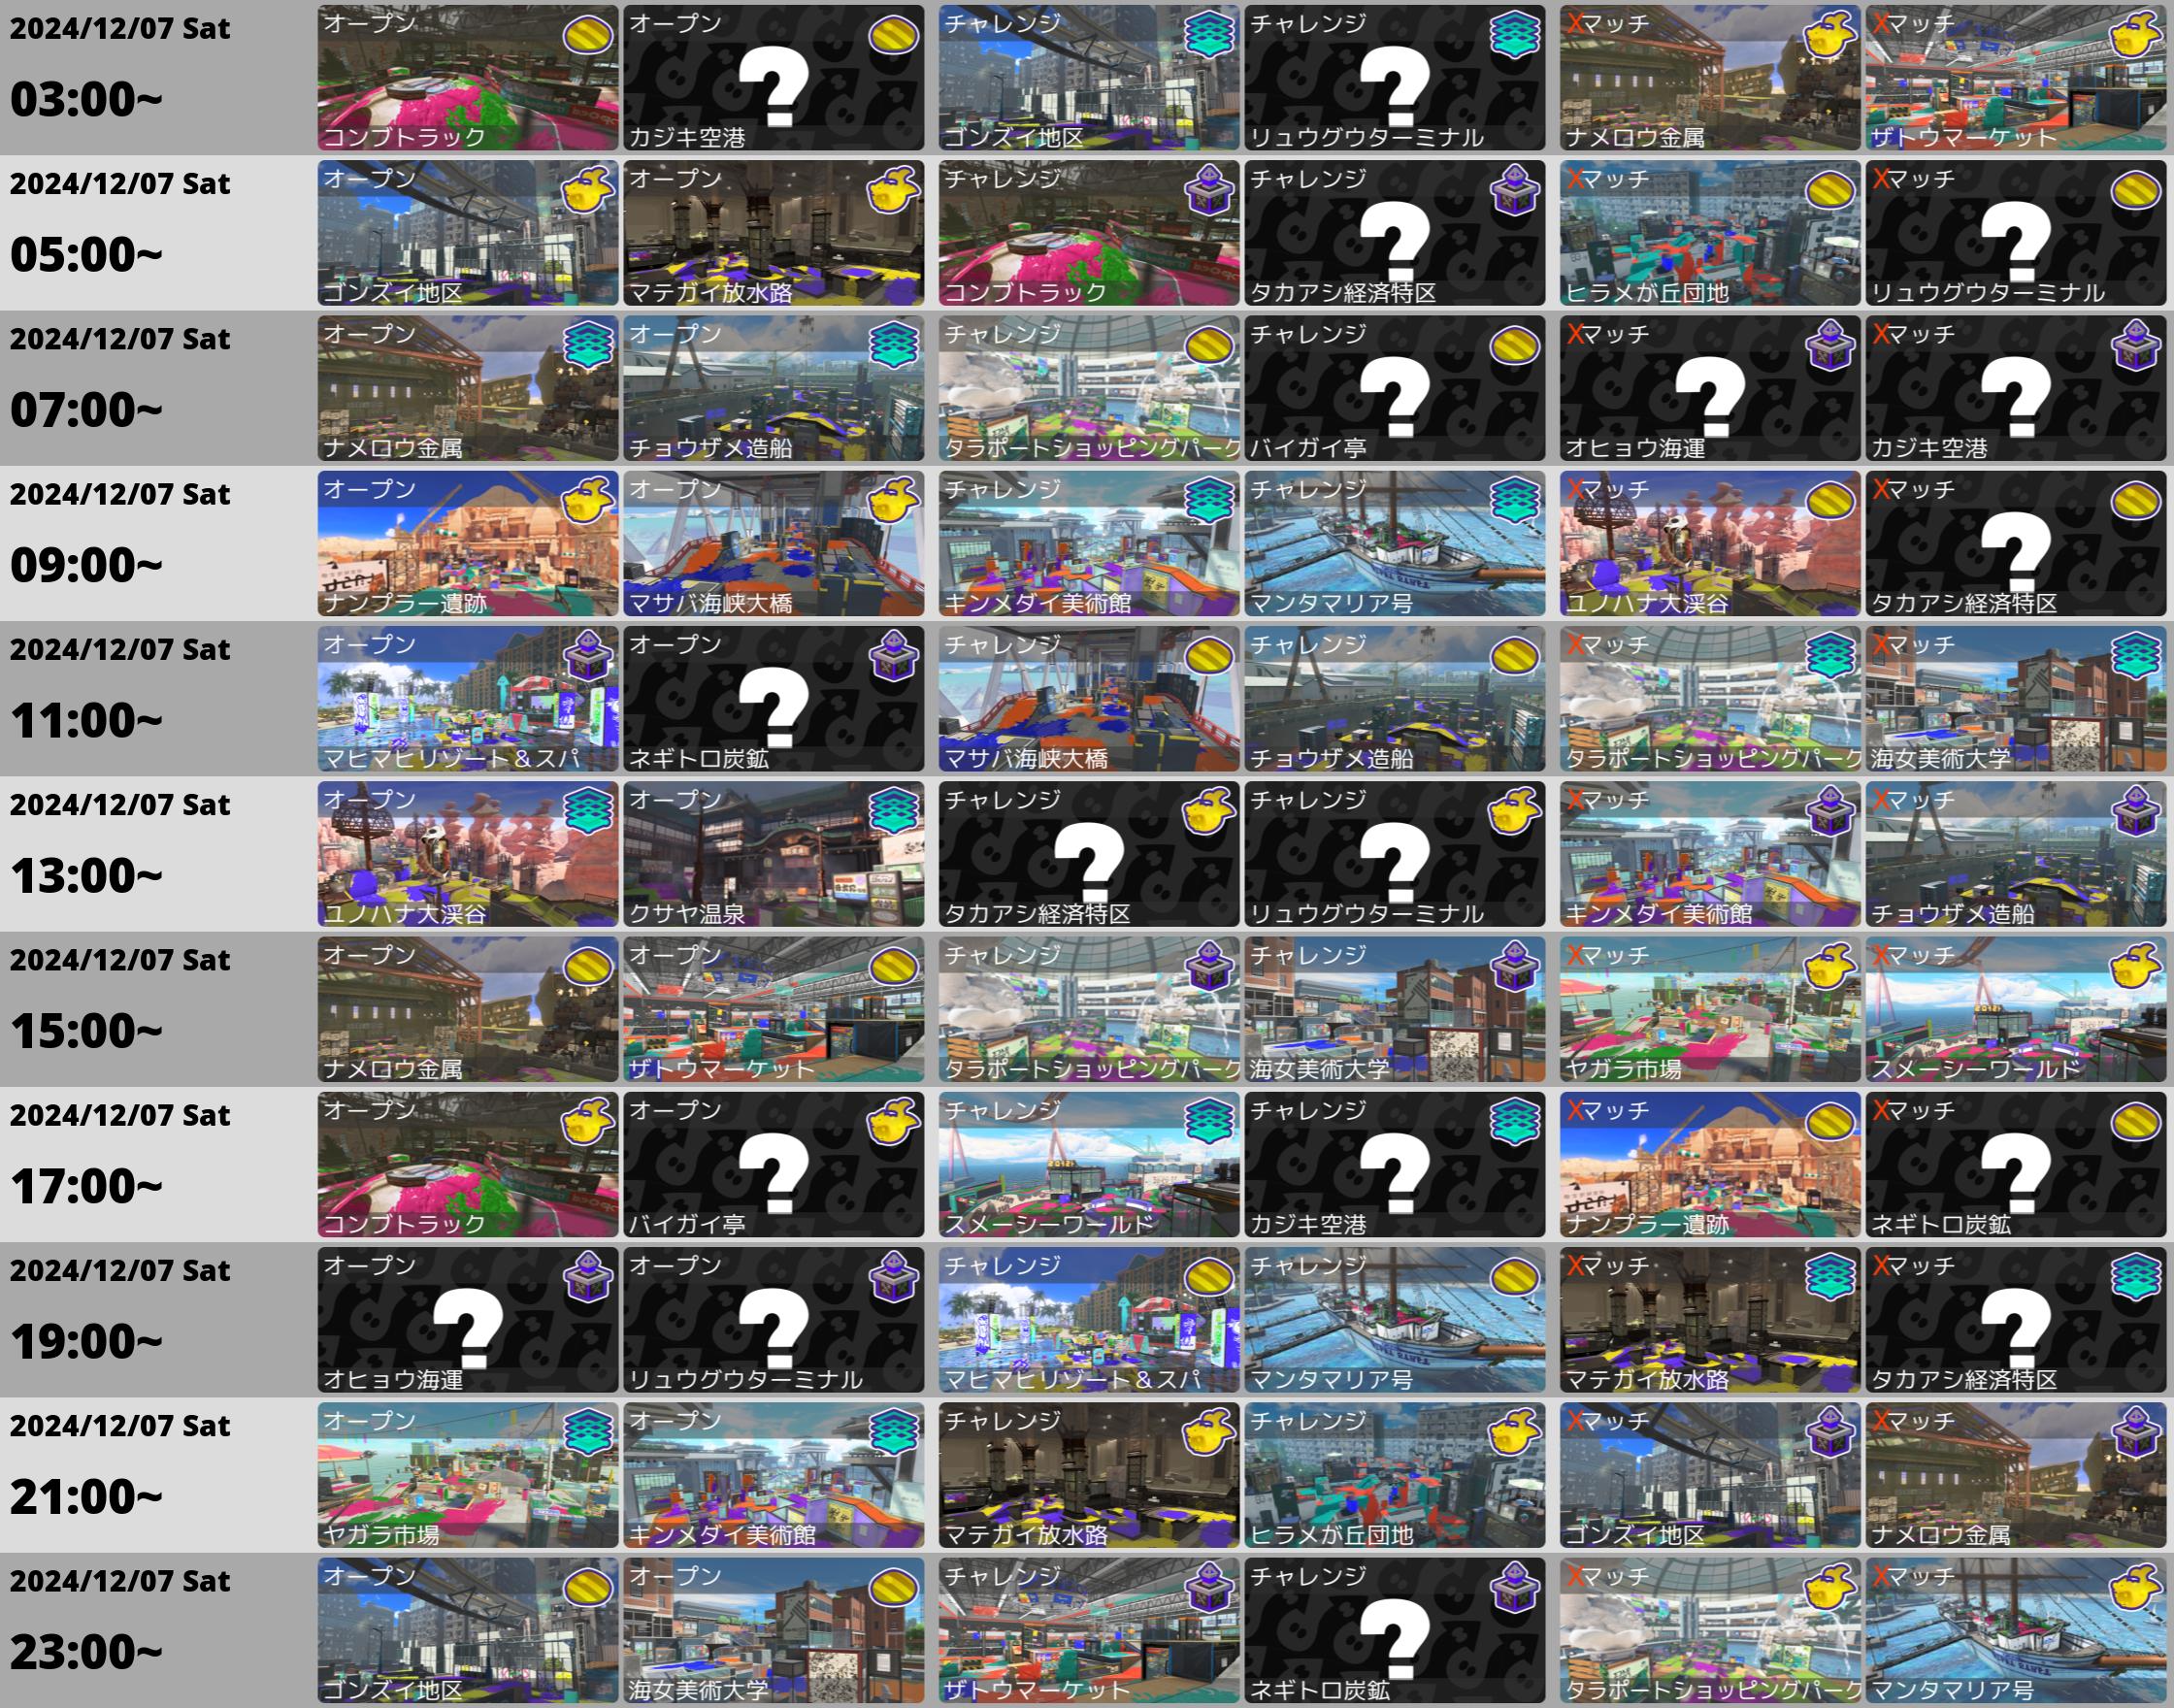 2024/12/07 Sat
03:00~
オープン
コンブトラック
オープン
カジキ空港
チャレンジ
ゴンズイ地区
チャレンジ
リュウグウターミナル
Xマッチ
ナメロウ金属
Xマッチ
ザトウマーケット
2024/12/07 Sat
05:00~
オープン
ゴンズイ地区
オープン
マテガイ放水路
チャレンジ
コンブトラック
チャレンジ
タカアシ経済特区
Xマッチ
ヒラメが丘団地
Xマッチ
リュウグウターミナル
2024/12/07 Sat
07:00~
オープン
ナメロウ金属
オープン
チョウザメ造船
チャレンジ
タラポートショッピングパーク
チャレンジ
バイガイ亭
Xマッチ
オヒョウ海運
Xマッチ
カジキ空港
2024/12/07 Sat
09:00~
オープン
ナンプラー遺跡
オープン
マサバ海峡大橋
チャレンジ
キンメダイ美術館
チャレンジ
マンタマリア号
Xマッチ
ユノハナ大渓谷
Xマッチ
タカアシ経済特区
2024/12/07 Sat
11:00~
オープン
マヒマヒリゾート＆スパ
オープン
ネギトロ炭鉱
チャレンジ
マサバ海峡大橋
チャレンジ
チョウザメ造船
Xマッチ
タラポートショッピングパーク
Xマッチ
海女美術大学
2024/12/07 Sat
13:00~
オープン
ユノハナ大渓谷
オープン
クサヤ温泉
チャレンジ
タカアシ経済特区
チャレンジ
リュウグウターミナル
Xマッチ
キンメダイ美術館
Xマッチ
チョウザメ造船
2024/12/07 Sat
15:00~
オープン
ナメロウ金属
オープン
ザトウマーケット
チャレンジ
タラポートショッピングパーク
チャレンジ
海女美術大学
Xマッチ
ヤガラ市場
Xマッチ
スメーシーワールド
2024/12/07 Sat
17:00~
オープン
コンブトラック
オープン
バイガイ亭
チャレンジ
スメーシーワールド
チャレンジ
カジキ空港
Xマッチ
ナンプラー遺跡
Xマッチ
ネギトロ炭鉱
2024/12/07 Sat
19:00~
オープン
オヒョウ海運
オープン
リュウグウターミナル
チャレンジ
マヒマヒリゾート＆スパ
チャレンジ
マンタマリア号
Xマッチ
マテガイ放水路
Xマッチ
タカアシ経済特区
2024/12/07 Sat
21:00~
オープン
ヤガラ市場
オープン
キンメダイ美術館
チャレンジ
マテガイ放水路
チャレンジ
ヒラメが丘団地
Xマッチ
ゴンズイ地区
Xマッチ
ナメロウ金属
2024/12/07 Sat
23:00~
オープン
ゴンズイ地区
オープン
海女美術大学
チャレンジ
ザトウマーケット
チャレンジ
ネギトロ炭鉱
Xマッチ
タラポートショッピングパーク
Xマッチ
マンタマリア号